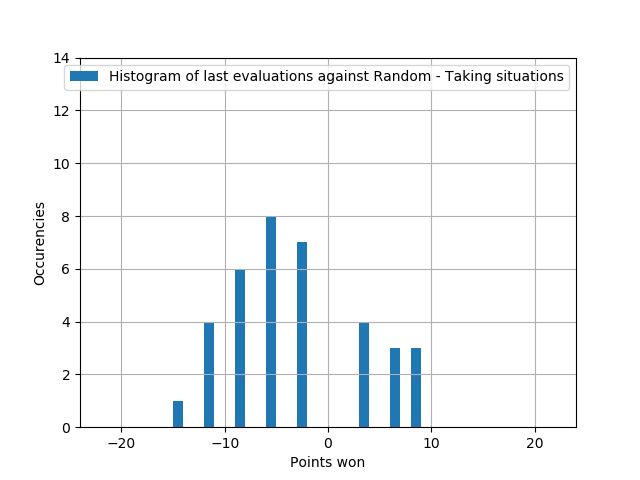 Histogram of last evaluations against Random - Taking situations
14
12
10
8
6
4
2
0
Occurencies
−20 −10 0 10 20
Points won